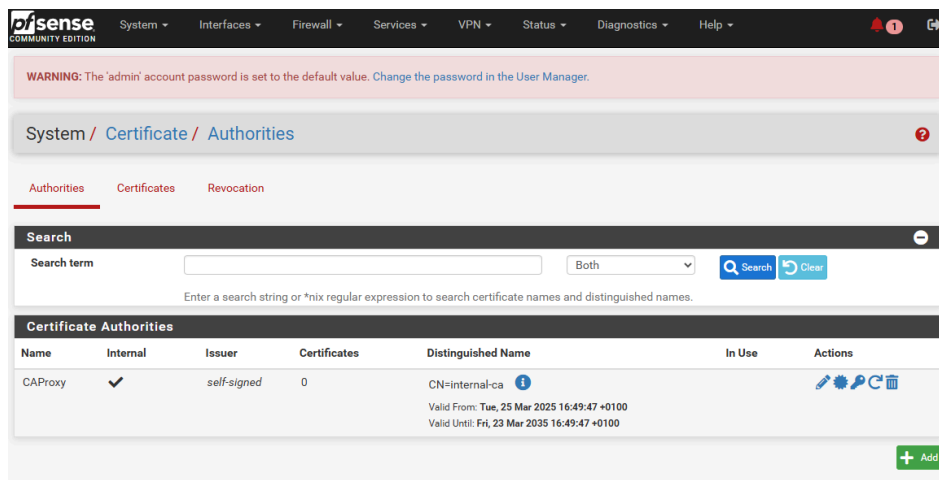 pfsense System Interfaces Firewall Services VPN Status Diagnostics Help 1
COMMUNITY EDITION
WARNING: The 'admin' account password is set to the default value. Change the password in the User Manager.
System / Certificate / Authorities
Authorities Certificates Revocation
Search
Search term Both Search Clear
Enter a search string or *nix regular expression to search certificate names and distinguished names.
Certificate Authorities
Name Internal Issuer Certificates Distinguished Name In Use Actions
CAProxy self-signed 0 CN=internal-ca
Valid From: Tue, 25 Mar 2025 16:49:47 +0100
Valid Until: Fri, 23 Mar 2035 16:49:47 +0100
Add